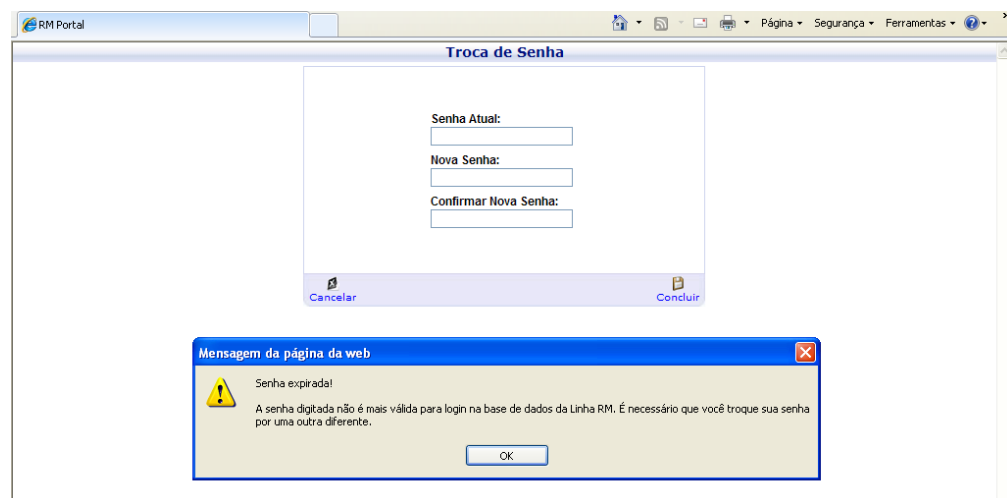 RM Portal
Página
Segurança
Ferramentas
Troca de Senha
Senha Atual:
Nova Senha:
Confirmar Nova Senha:
Cancelar
Concluir
Mensagem da página da web
Senha expirada!
A senha digitada não é mais válida para login na base de dados da Linha RM. É necessário que você troque sua senha
por uma outra diferente.
OK